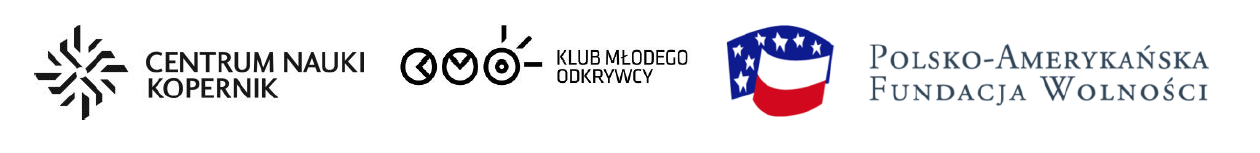 CENTRUM NAUKI
KOPERNIK
KLUB MŁODEGO
ODKRYWCY
POLSKO-AMERYKAŃSKA
FUNDACJA WOLNOŚCI